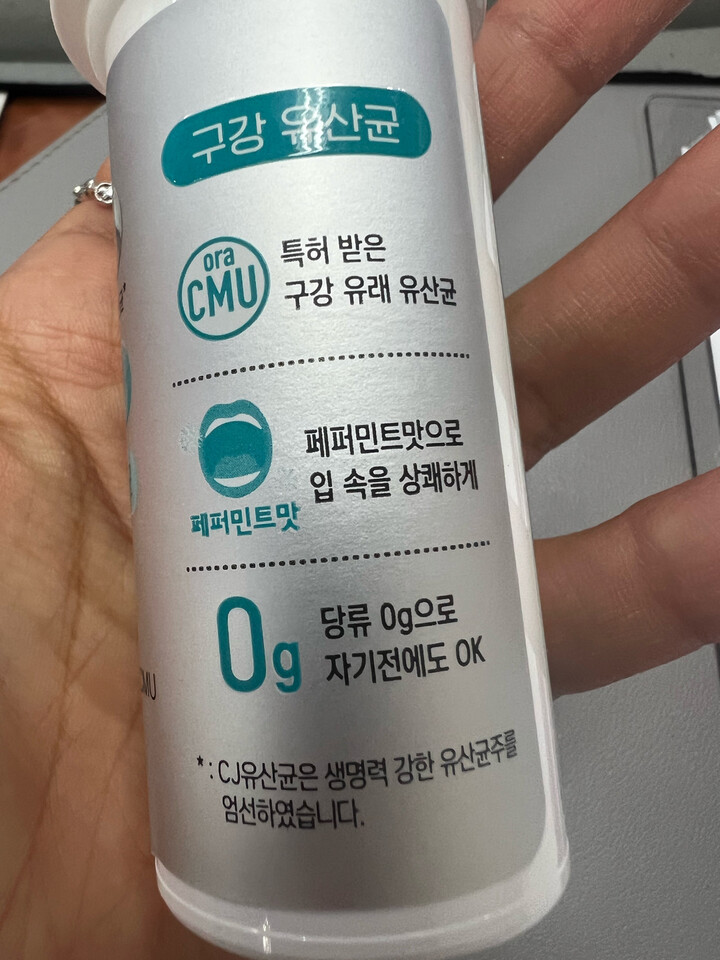 구강 유산균
ora
CMU
특허 받은
구강 유래 유산균
페퍼민트맛
페퍼민트맛으로
입 속을 상쾌하게
0g
당류 0g으로
자기전에도 OK
* : CJ유산균은 생명력 강한 유산균주를
엄선하였습니다.